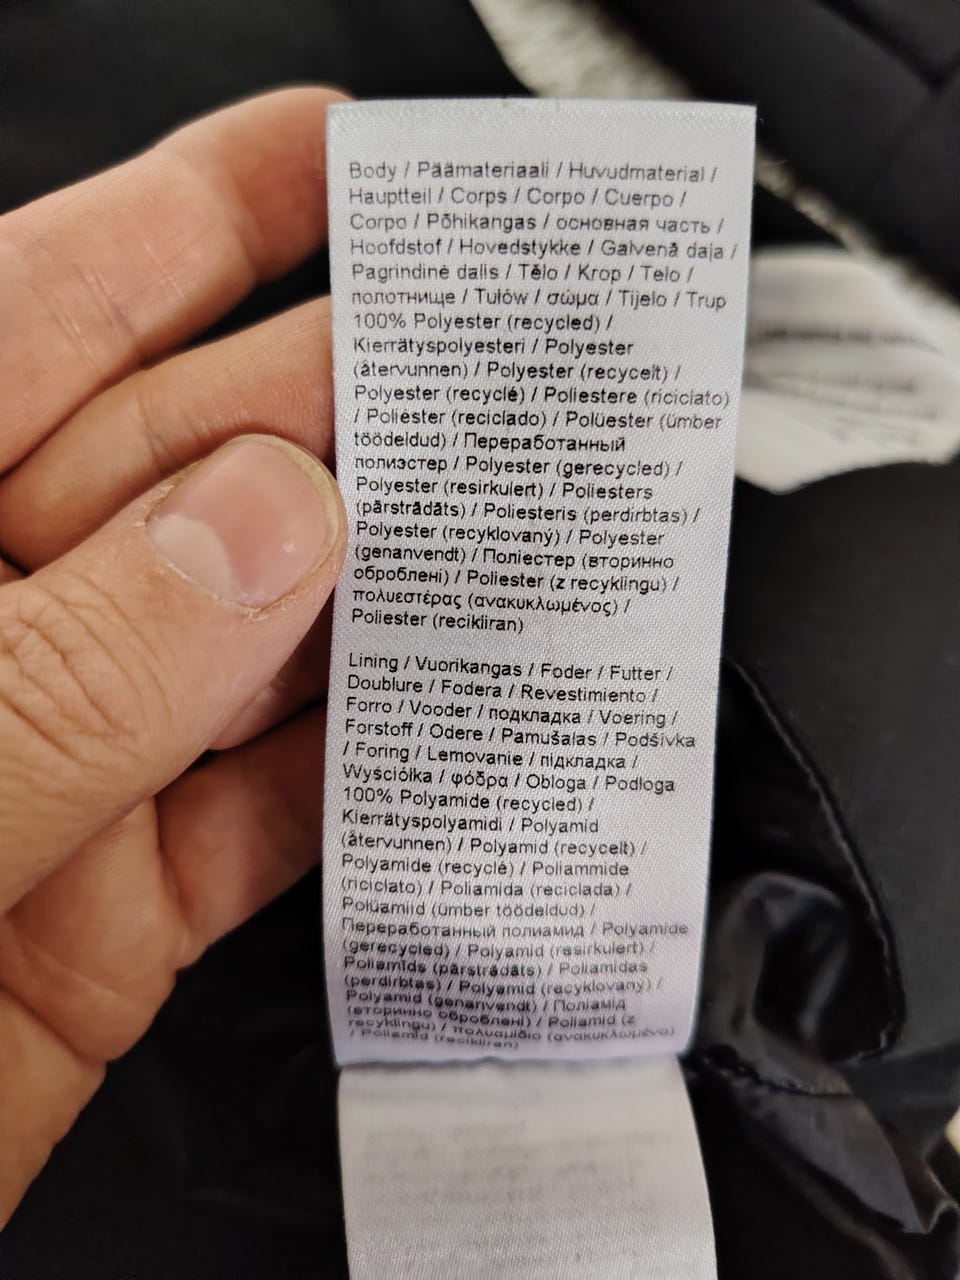 Body / Päämateriaali / Huvudmaterial /
Hauptteil / Corps / Corpo / Cuerpo /
Corpo / Põhikangas / основная часть /
Hoofdstof / Hovedstykke / Galvenā daļa /
Pagrindinė dalis / Tělo / Krop / Telo /
полотнище / Tułów / σώμα / Tijelo / Trup
100% Polyester (recycled) /
Kierrätyspolyesteri / Polyester
(återvunnen) / Polyester (recycelt) /
Polyester (recyclé) / Poliestere (riciclato)
/ Poliéster (reciclado) / Polüester (ümber
töödeldud) / Переработанный
полиэстер / Polyester (gerecycled) /
Polyester (resirkulert) / Poliesters
(pārstrādāts) / Poliesteris (perdirbtas) /
Polyester (recyklovaný) / Polyester
(genanvendt) / Поліестер (вторинно
оброблені) / Poliester (z recyklingu) /
πολυεστέρας (ανακυκλωμένος) /
Poliester (recikliran)
Lining / Vuorikangas / Foder / Futter /
Doublure / Fodera / Revestimiento /
Forro / Vooder / подкладка / Voering /
Forstoff / Odere / Pamušalas / Podšívka
/ Foring / Lemovanie / підкладка /
Wyściółka / φόδρα / Obloga / Podloga
100% Polyamide (recycled) /
Kierrätyspolyamidi / Polyamid
(återvunnen) / Polyamid (recycelt) /
Polyamide (recyclé) / Poliammide
(riciclato) / Poliamida (reciclada) /
Polüamiid (ümber töödeldud) /
Переработанный полиамид / Polyamide
(gerecycled) / Polyamid (resirkulert) /
Poliamīds (pārstrādāts) / Poliamidas
(perdirbtas) / Polyamid (recyklovaný) /
Polyamid (genanvendt) / Поліамід
(вторинно оброблені) / Poliamid (z
recyklingu) / πολυαμίδιο (ανακυκλωμένο)
/ Poliamid (recikliran)